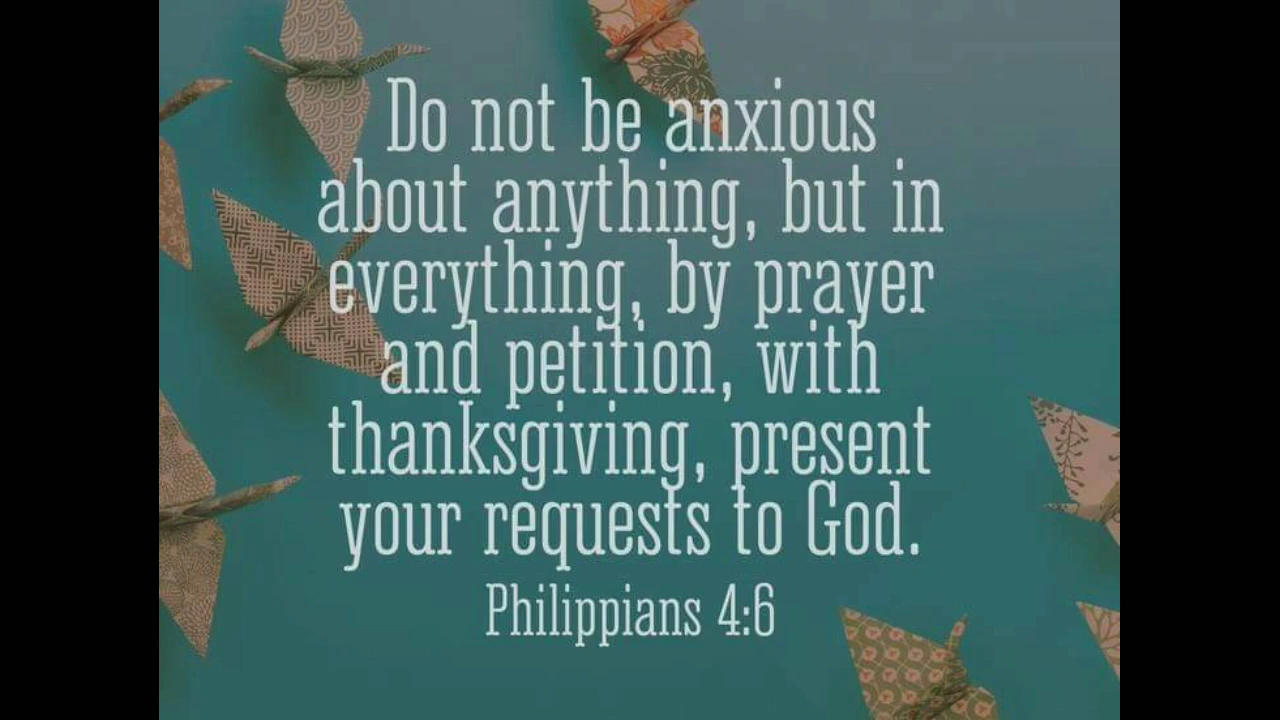 Do not be anxious
about anything, but in
everything, by prayer
and petition, with
thanksgiving, present
your requests to God.
Philippians 4:6